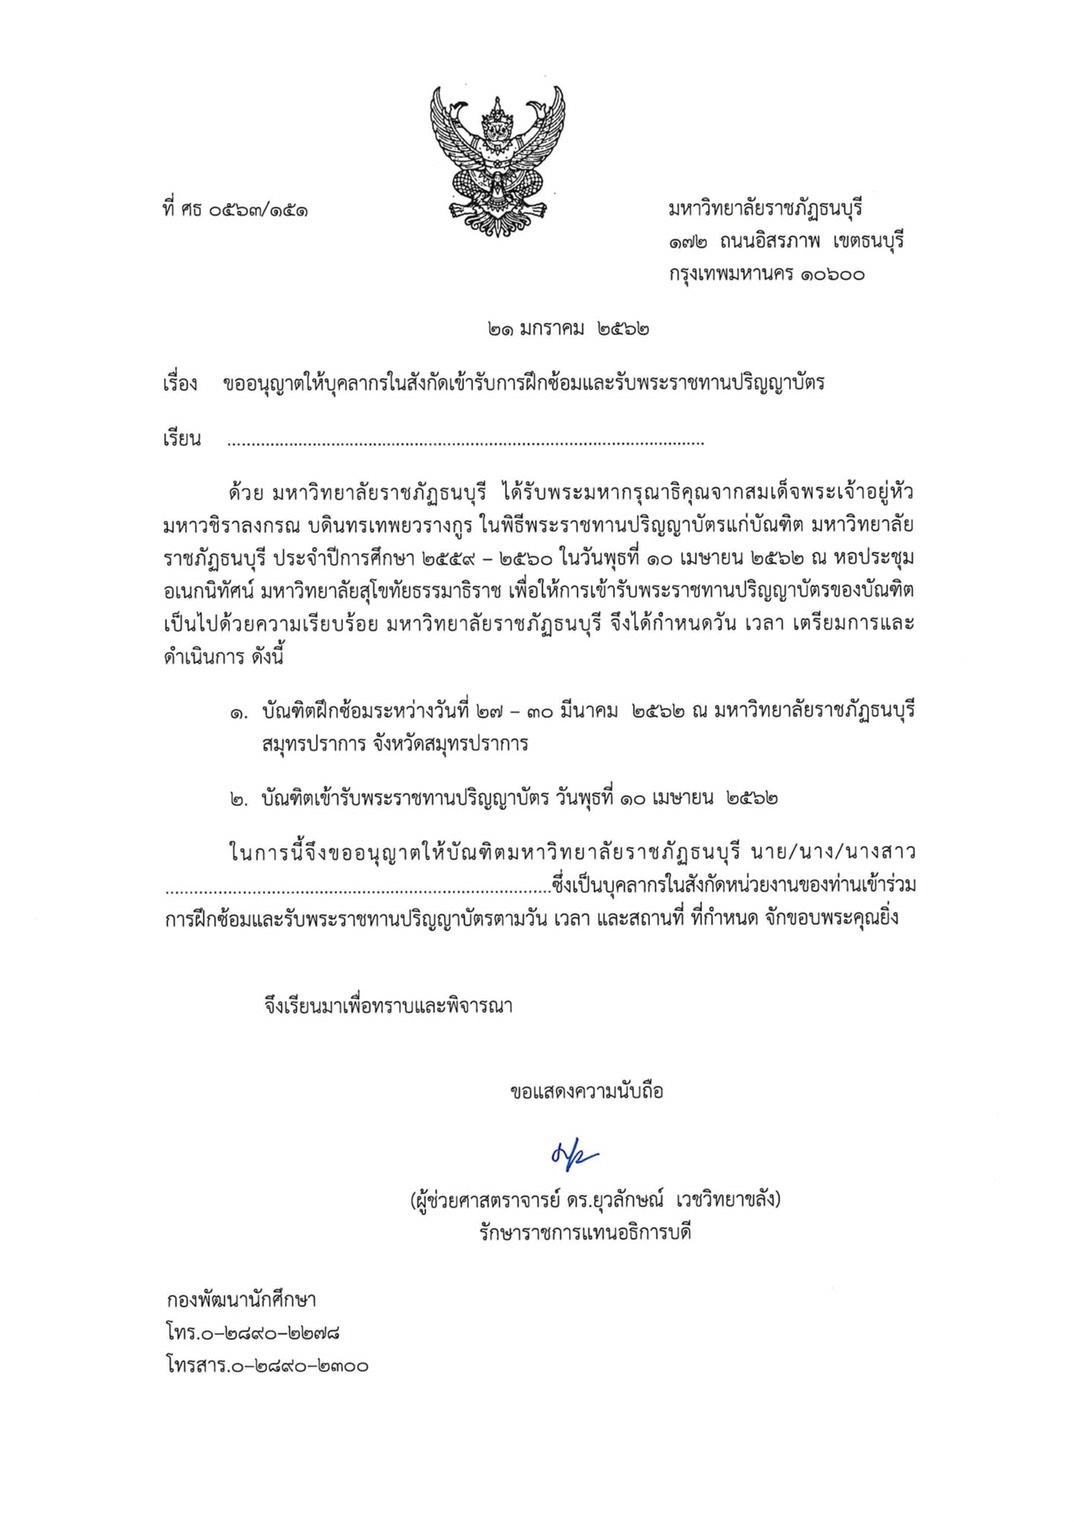 ที่ ศธ ๐๕๖๓/๑๕๑
มหาวิทยาลัยราชภัฏธนบุรี
๑๗๒ ถนนอิสรภาพ เขตธนบุรี
กรุงเทพมหานคร ๑๐๖๐๐
๒๑ มกราคม ๒๕๖๒
เรื่อง ขออนุญาตให้บุคลากรในสังกัดเข้ารับการฝึกซ้อมและรับพระราชทานปริญญาบัตร
เรียน ....................................................................................................
ด้วย มหาวิทยาลัยราชภัฏธนบุรี ได้รับพระมหากรุณาธิคุณจากสมเด็จพระเจ้าอยู่หัว
มหาวชิราลงกรณ บดินทรเทพยวรางกูร ในพิธีพระราชทานปริญญาบัตรแก่บัณฑิต มหาวิทยาลัย
ราชภัฏธนบุรี ประจำปีการศึกษา ๒๕๕๙ – ๒๕๖๐ ในวันพุธที่ ๑๐ เมษายน ๒๕๖๒ ณ หอประชุม
อเนกนิทัศน์ มหาวิทยาลัยสุโขทัยธรรมาธิราช เพื่อให้การเข้ารับพระราชทานปริญญาบัตรของบัณฑิต
เป็นไปด้วยความเรียบร้อย มหาวิทยาลัยราชภัฏธนบุรี จึงได้กำหนดวัน เวลา เตรียมการและ
ดำเนินการ ดังนี้
๑. บัณฑิตฝึกซ้อมระหว่างวันที่ ๒๗ – ๓๐ มีนาคม ๒๕๖๒ ณ มหาวิทยาลัยราชภัฏธนบุรี
สมุทรปราการ จังหวัดสมุทรปราการ
๒. บัณฑิตเข้ารับพระราชทานปริญญาบัตร วันพุธที่ ๑๐ เมษายน ๒๕๖๒
ในการนี้จึงขออนุญาตให้บัณฑิตมหาวิทยาลัยราชภัฏธนบุรี นาย/นาง/นางสาว
................................................................................ซึ่งเป็นบุคลากรในสังกัดหน่วยงานของท่านเข้าร่วม
การฝึกซ้อมและรับพระราชทานปริญญาบัตรตามวัน เวลา และสถานที่ ที่กำหนด จักขอบพระคุณยิ่ง
จึงเรียนมาเพื่อทราบและพิจารณา
ขอแสดงความนับถือ
(ผู้ช่วยศาสตราจารย์ ดร.ยุวลักษณ์ เวชวิทยาขลัง)
รักษาราชการแทนอธิการบดี
กองพัฒนานักศึกษา
โทร.๐–๒๘๙๐–๒๒๗๘
โทรสาร.๐–๒๘๙๐–๒๓๐๐